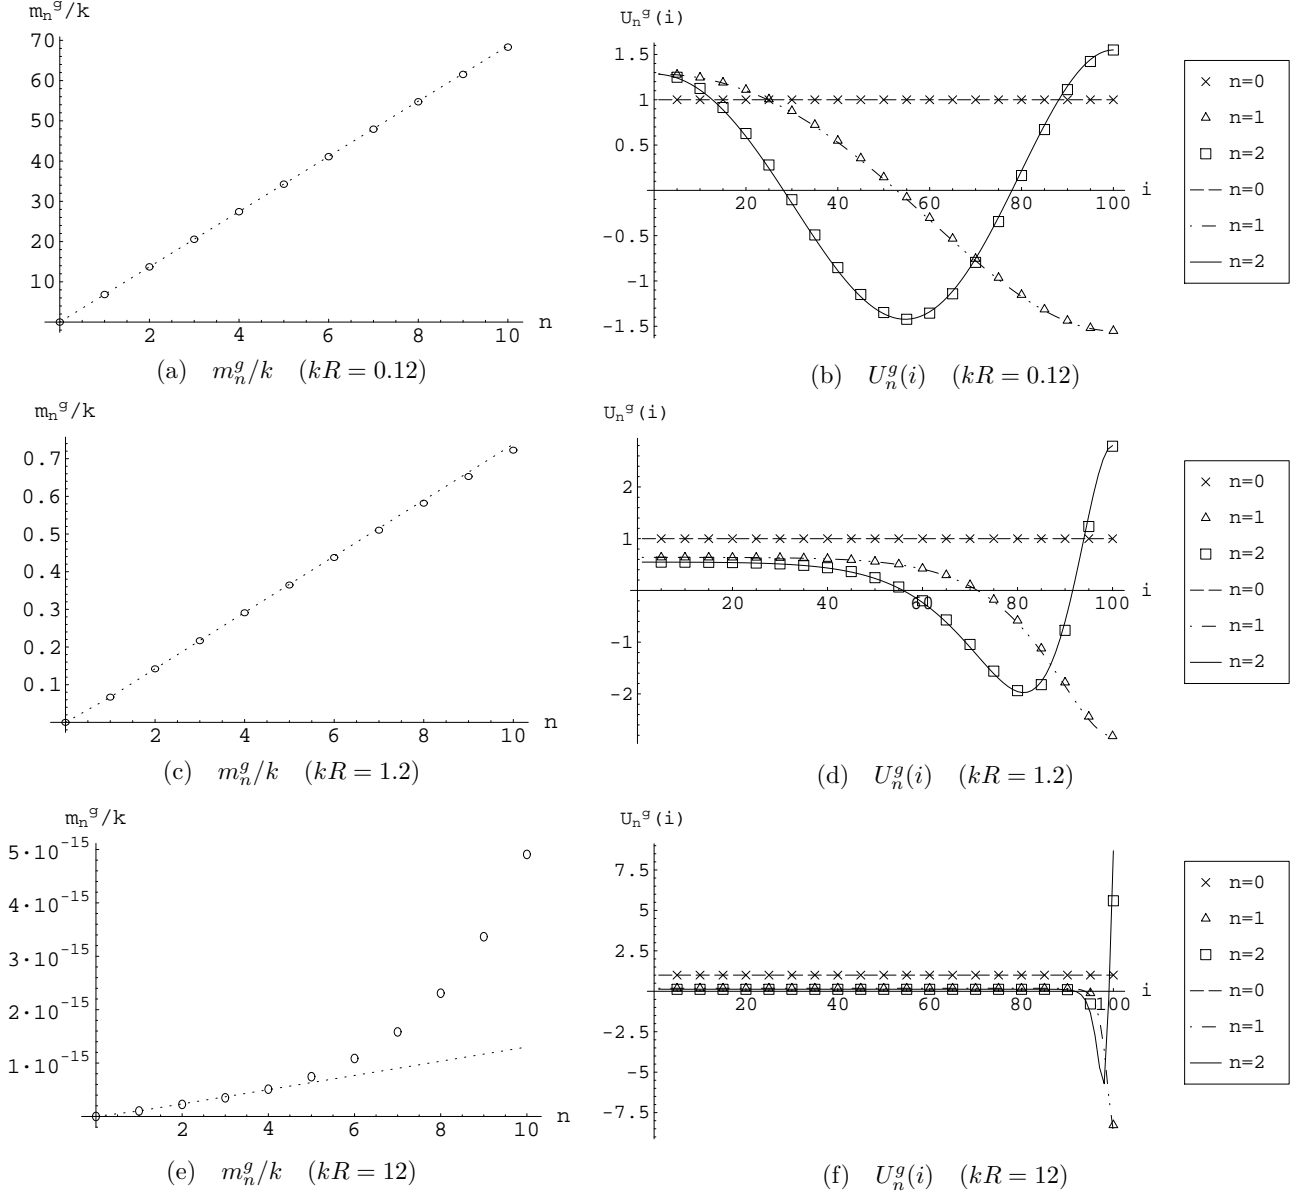 m_n^g/k
70
60
50
40
30
20
10
2 4 6 8 10 n
(a) m_n^g/k (kR = 0.12)
U_n^g(i)
1.5
1
0.5
-0.5
-1
-1.5
20 40 60 80 100 i
n=0
n=1
n=2
n=0
n=1
n=2
(b) U_n^g(i) (kR = 0.12)
m_n^g/k
0.7
0.6
0.5
0.4
0.3
0.2
0.1
2 4 6 8 10 n
(c) m_n^g/k (kR = 1.2)
U_n^g(i)
2
1
-1
-2
20 40 60 80 100 i
n=0
n=1
n=2
n=0
n=1
n=2
(d) U_n^g(i) (kR = 1.2)
m_n^g/k
5·10^-15
4·10^-15
3·10^-15
2·10^-15
1·10^-15
2 4 6 8 10 n
(e) m_n^g/k (kR = 12)
U_n^g(i)
7.5
5
2.5
-2.5
-5
-7.5
20 40 60 80 100 i
n=0
n=1
n=2
n=0
n=1
n=2
(f) U_n^g(i) (kR = 12)